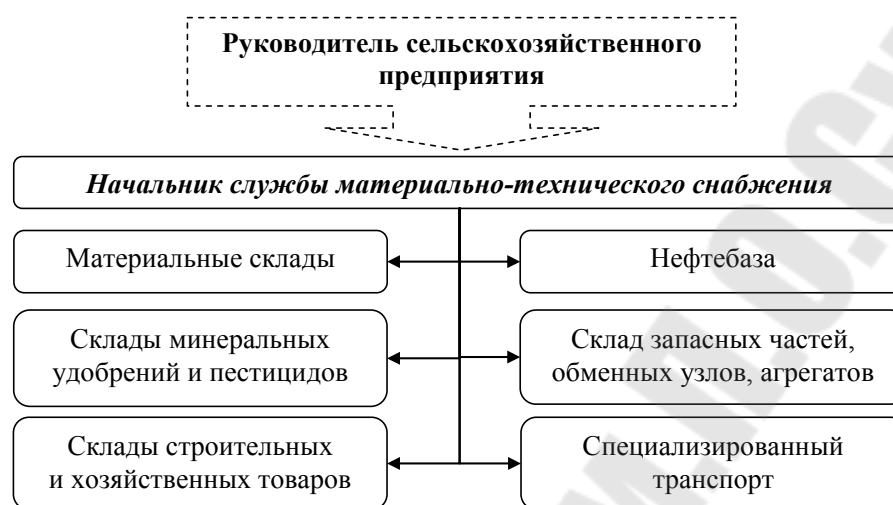 Руководитель сельскохозяйственного
предприятия
Начальник службы материально-технического снабжения
Материальные склады
Нефтебаза
Склады минеральных
удобрений и пестицидов
Склад запасных частей,
обменных узлов, агрегатов
Склады строительных
и хозяйственных товаров
Специализированный
транспорт